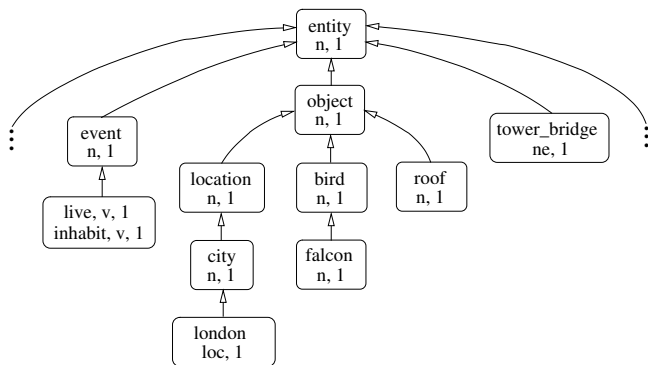 entity
n, 1
object
n, 1
event
n, 1
tower_bridge
ne, 1
location
n, 1
bird
n, 1
roof
n, 1
live, v, 1
inhabit, v, 1
city
n, 1
falcon
n, 1
london
loc, 1